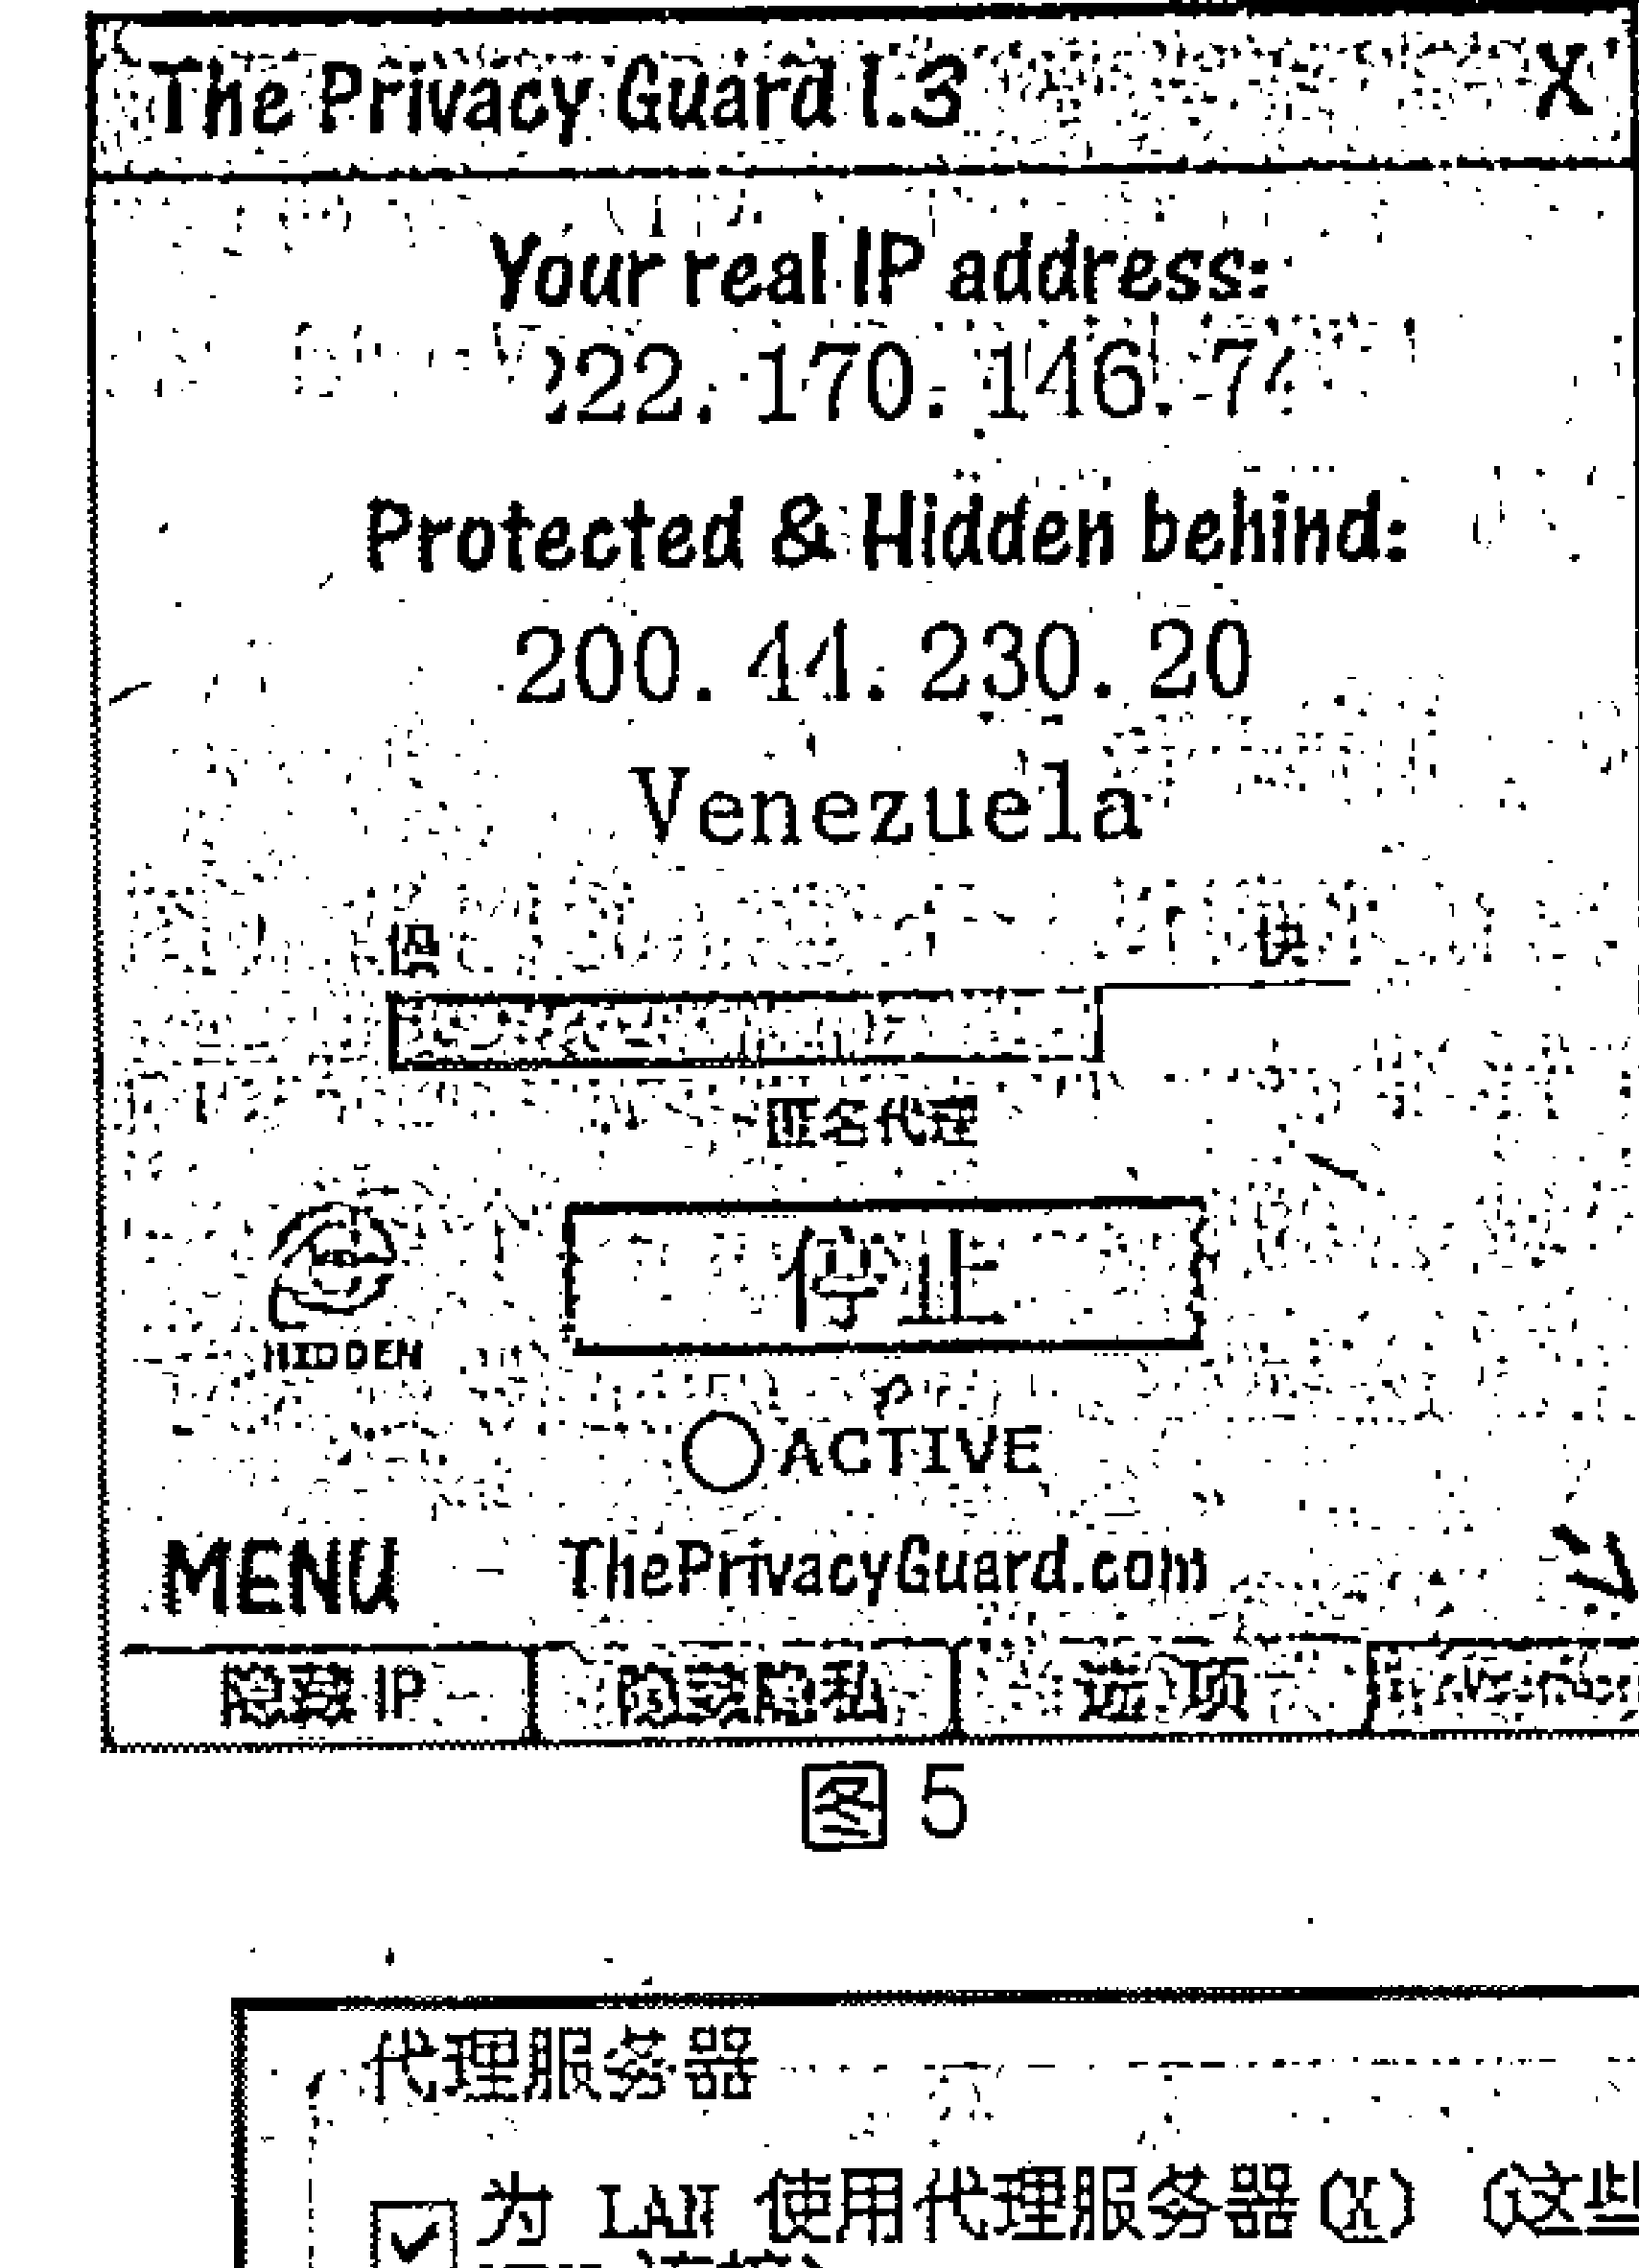 The Privacy Guard 1.3 X
Your real IP address:
222.170.146.
Protected & Hidden behind:
200.44.230.20
Venezuela
快
匿名代理
停止
HIDDEN
ACTIVE
MENU ThePrivacyGuard.com
隐藏IP 隐藏隐私 选项
图5
代理服务器
为 LAN 使用代理服务器(X) (这些